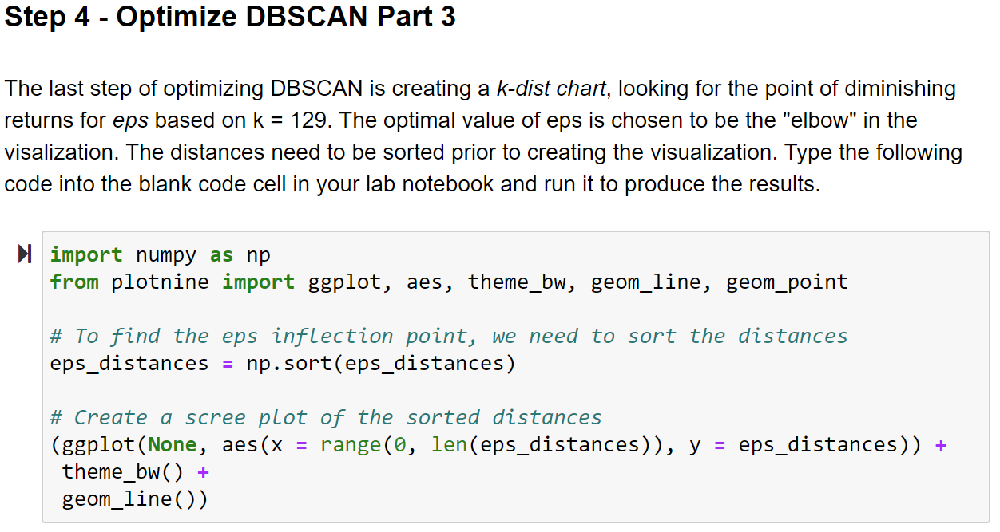 Step 4 - Optimize DBSCAN Part 3
The last step of optimizing DBSCAN is creating a k-dist chart, looking for the point of diminishing
returns for eps based on k = 129. The optimal value of eps is chosen to be the "elbow" in the
visalization. The distances need to be sorted prior to creating the visualization. Type the following
code into the blank code cell in your lab notebook and run it to produce the results.
import numpy as np
from plotnine import ggplot, aes, theme_bw, geom_line, geom_point
# To find the eps inflection point, we need to sort the distances
eps_distances = np.sort(eps_distances)
# Create a scree plot of the sorted distances
(ggplot(None, aes(x = range(0, len(eps_distances)), y = eps_distances)) +
 theme_bw() +
 geom_line())